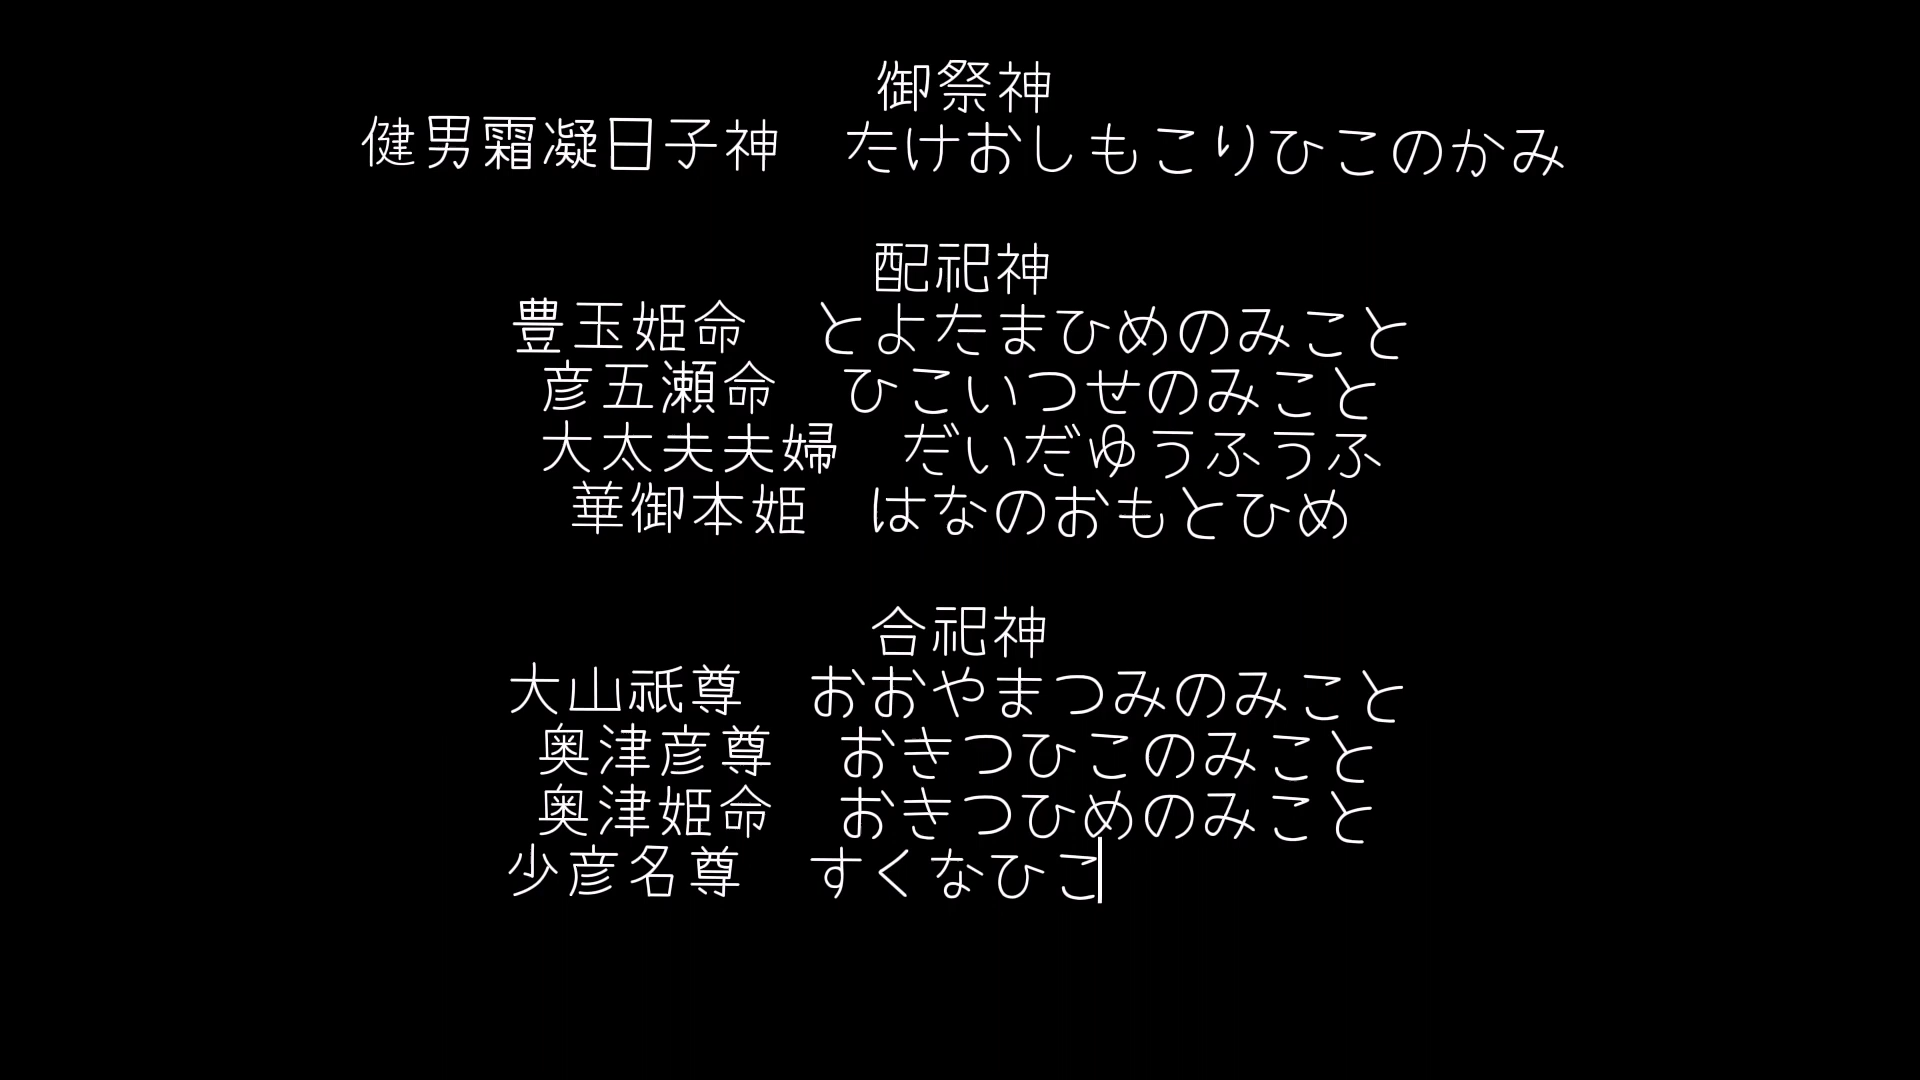 御祭神
健男霜凝日子神　たけおしもこりひこのかみ
配祀神
豊玉姫命　とよたまひめのみこと
彦五瀬命　ひこいつせのみこと
大太夫夫婦　だいだゆうふうふ
華御本姫　はなのおもとひめ
合祀神
大山祇尊　おおやまつみのみこと
奥津彦尊　おきつひこのみこと
奥津姫命　おきつひめのみこと
少彦名尊　すくなひこ